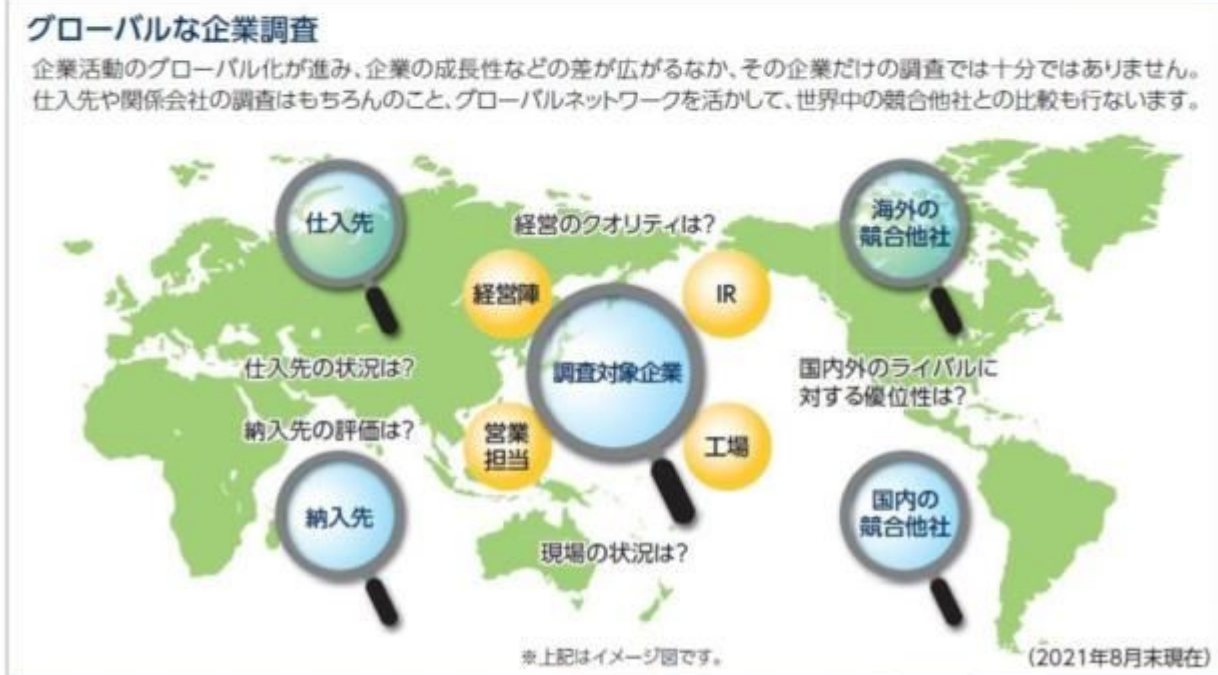 グローバルな企業調査
企業活動のグローバル化が進み、企業の成長性などの差が広がるなか、その企業だけの調査では十分ではありません。
仕入先や関係会社の調査はもちろんのこと、グローバルネットワークを活かして、世界中の競合他社との比較も行ないます。
仕入先
経営のクオリティは?
海外の
競合他社
経営陣
IR
仕入先の状況は?
調査対象企業
国内外のライバルに
対する優位性は?
納入先の評価は?
営業
担当
工場
納入先
国内の
競合他社
現場の状況は?
※上記はイメージ図です。
(2021年8月末現在)